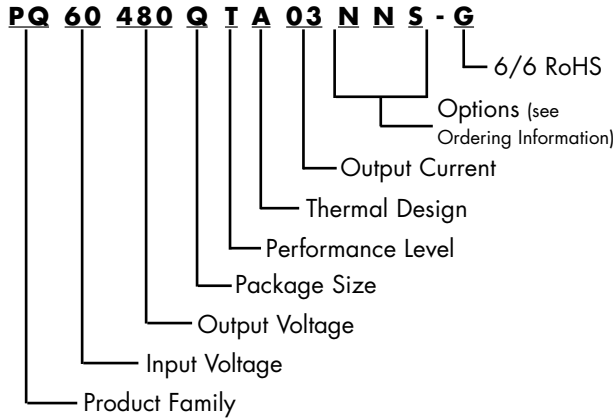 PQ 60 480 Q T A 03 N N S - G
6/6 RoHS
Options (see
Ordering Information)
Output Current
Thermal Design
Performance Level
Package Size
Output Voltage
Input Voltage
Product Family